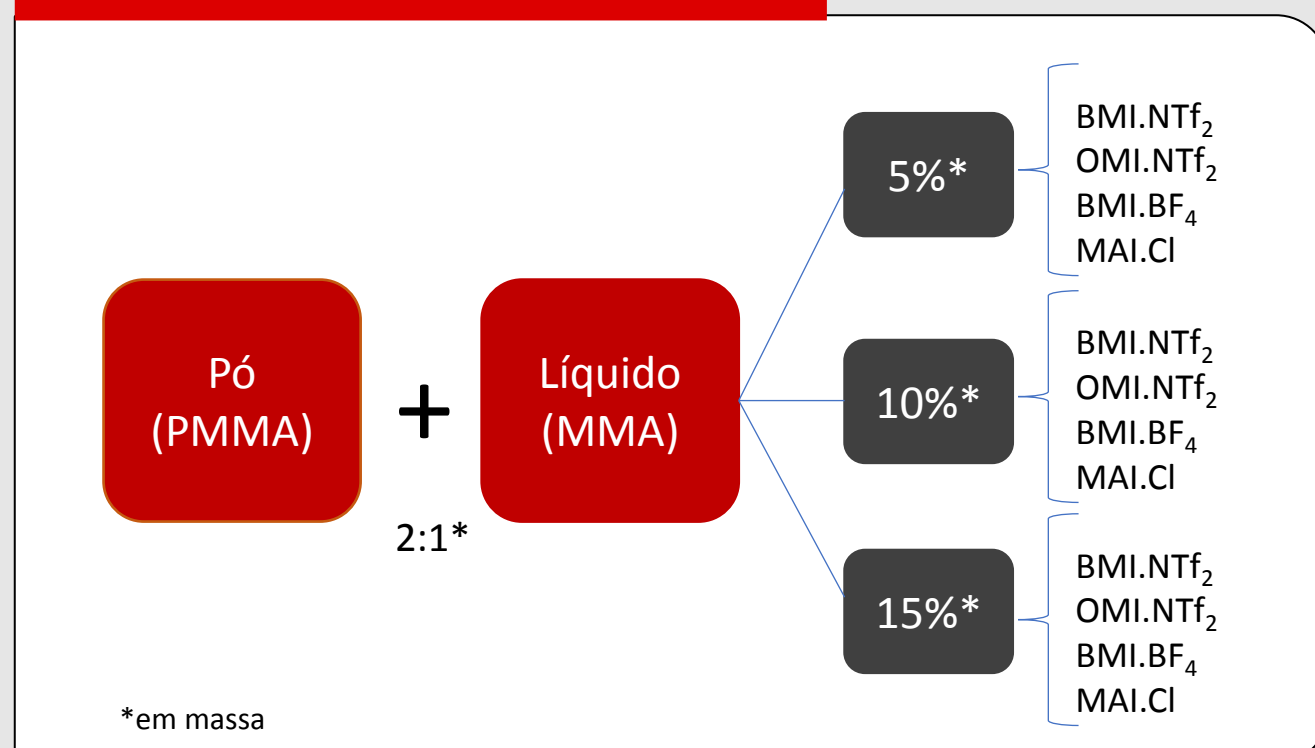 Pó
(PMMA)
+
2:1*
Líquido
(MMA)
5%*
BMI.NTf₂
OMI.NTf₂
BMI.BF₄
MAI.Cl
10%*
BMI.NTf₂
OMI.NTf₂
BMI.BF₄
MAI.Cl
15%*
BMI.NTf₂
OMI.NTf₂
BMI.BF₄
MAI.Cl
*em massa